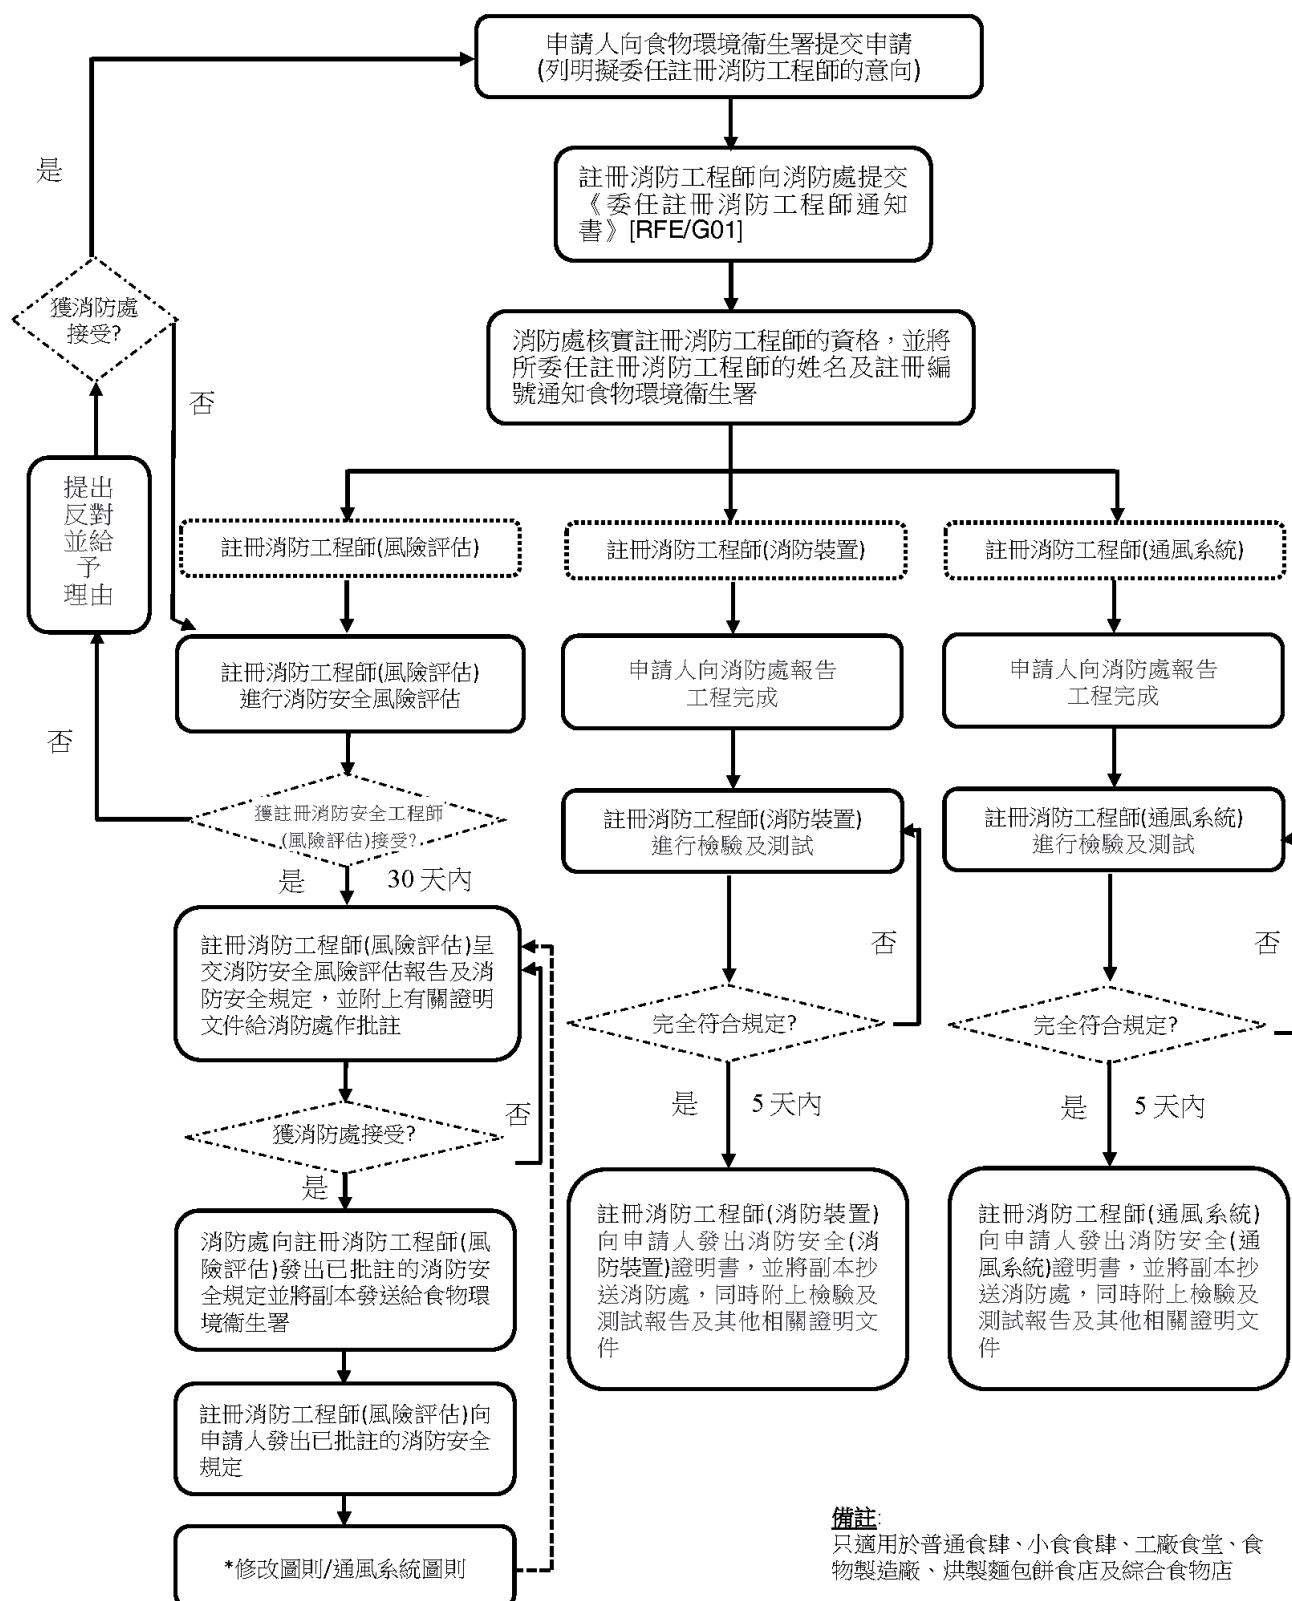 申請人向食物環境衞生署提交申請
(列明擬委任註冊消防工程師的意向)
是
註冊消防工程師向消防處提交
《委任註冊消防工程師通知
書》[RFE/G01]
獲消防處
接受?
消防處核實註冊消防工程師的資格，並將
所委任註冊消防工程師的姓名及註冊編
號通知食物環境衞生署
否
提出
反對
並給
予
理由
註冊消防工程師(風險評估)
註冊消防工程師(消防裝置)
註冊消防工程師(通風系統)
註冊消防工程師(風險評估)
進行消防安全風險評估
申請人向消防處報告
工程完成
申請人向消防處報告
工程完成
否
獲註冊消防安全工程師
(風險評估)接受?
註冊消防工程師(消防裝置)
進行檢驗及測試
註冊消防工程師(通風系統)
進行檢驗及測試
是
30 天內
註冊消防工程師(風險評估)呈
交消防安全風險評估報告及消
防安全規定，並附上有關證明
文件給消防處作批註
否
否
完全符合規定?
完全符合規定?
是
5 天內
是
5 天內
否
獲消防處接受?
是
消防處向註冊消防工程師(風
險評估)發出已批註的消防安
全規定並將副本發送給食物環
境衞生署
註冊消防工程師(消防裝置)
向申請人發出消防安全(消
防裝置)證明書，並將副本抄
送消防處，同時附上檢驗及
測試報告及其他相關證明文
件
註冊消防工程師(通風系統)
向申請人發出消防安全(通
風系統)證明書，並將副本抄
送消防處，同時附上檢驗及
測試報告及其他相關證明文
件
註冊消防工程師(風險評估)向
申請人發出已批註的消防安全
規定
*修改圖則/通風系統圖則
備註:
只適用於普通食肆、小食食肆、工廠食堂、食
物製造廠、烘製麵包餅食店及綜合食物店